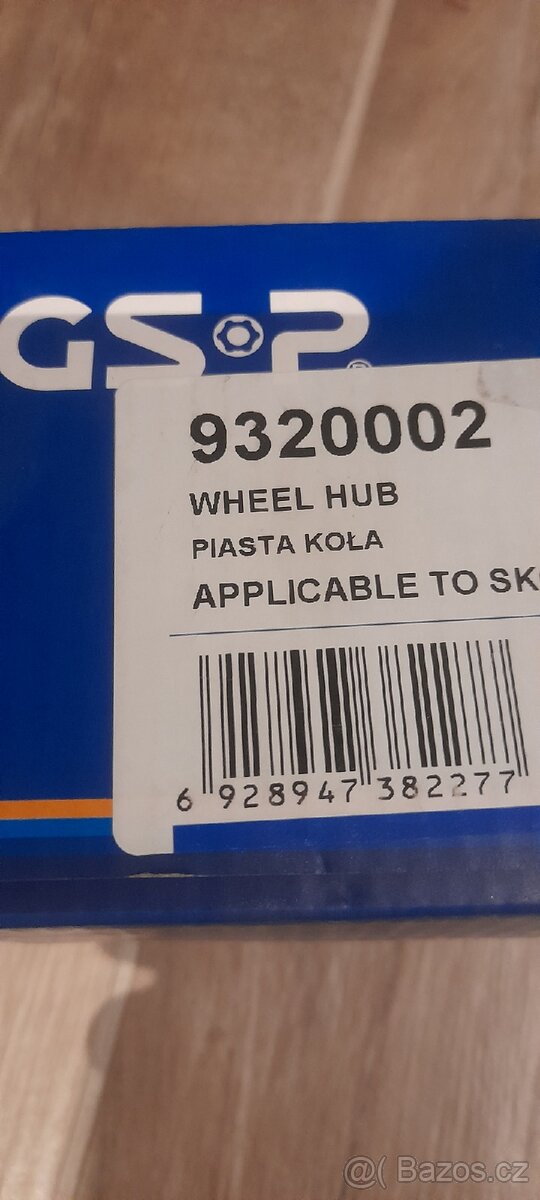 GSP®
9320002
WHEEL HUB
PIASTA KOŁA
APPLICABLE TO SK
6 928947 382277
@( Bazos.cz